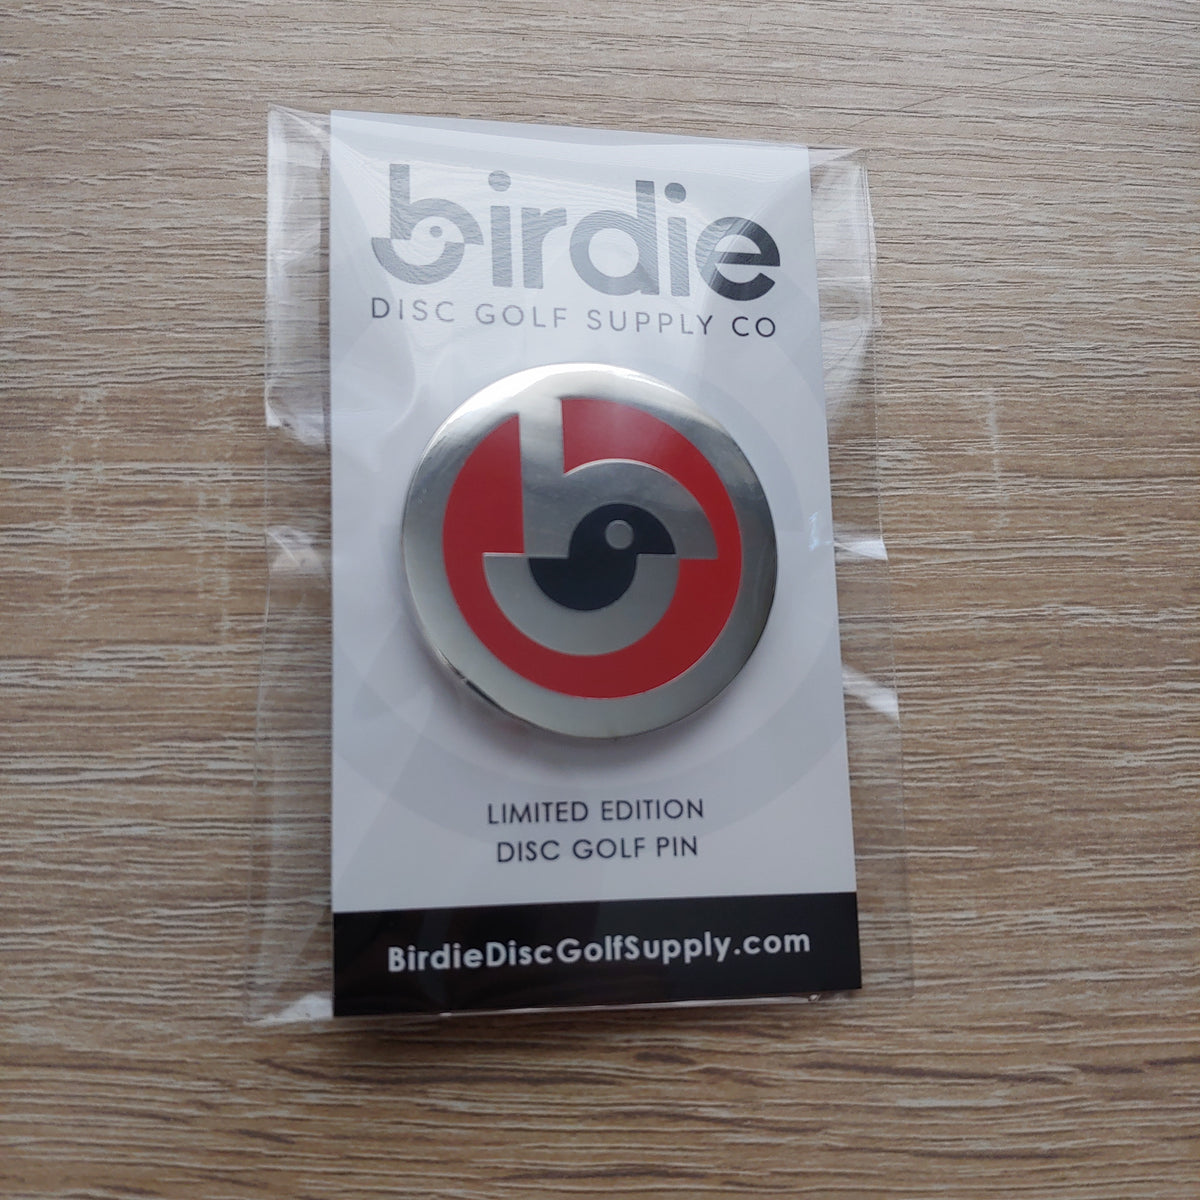 birdie
DISC GOLF SUPPLY CO
b
LIMITED EDITION
DISC GOLF PIN
BirdieDiscGolfSupply.com